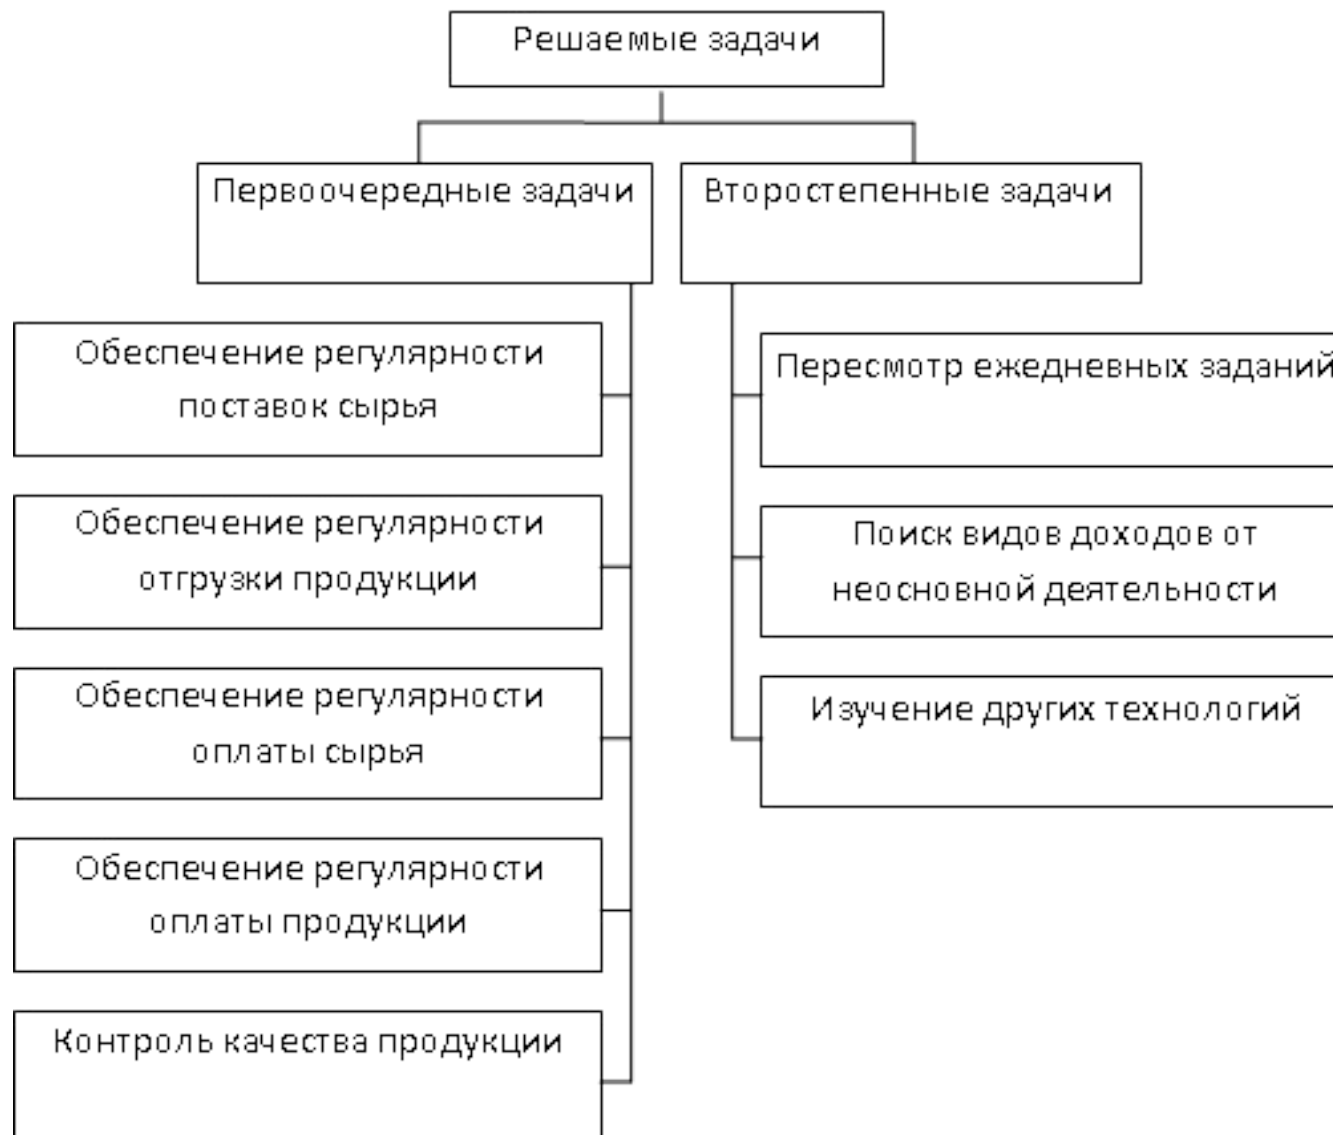 Решаемые задачи
Первоочередные задачи
Второстепенные задачи
Обеспечение регулярности
поставок сырья
Обеспечение регулярности
отгрузки продукции
Обеспечение регулярности
оплаты сырья
Обеспечение регулярности
оплаты продукции
Контроль качества продукции
Пересмотр ежедневных заданий
Поиск видов доходов от
неосновной деятельности
Изучение других технологий